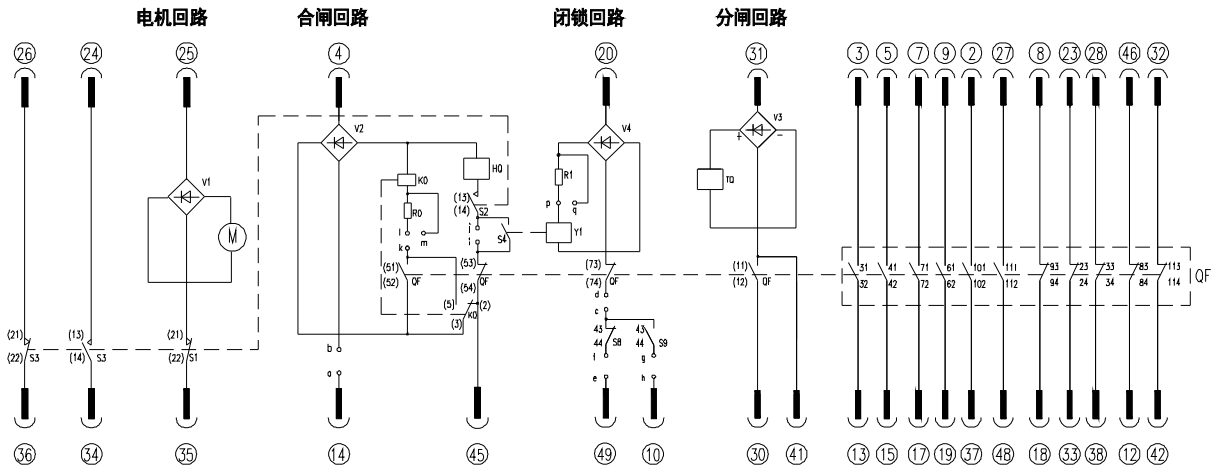 电机回路 合闸回路 闭锁回路 分闸回路
26 24 25 4 20 31 3 5 7 9 2 27 8 23 28 46 32
V2 V4 V3
+ −
V1 K0 HQ R1 TQ
M R0 (13) (14) S2 p q Y1
l m k i i S4
(51) (52) QF (53) (54) QF (73) (74) QF (11) (12) QF
31 32 41 42 71 72 61 62 101 102 111 112 93 94 23 24 33 34 83 84 113 114 QF
(5) (2) (3) K0 d c
(21) (22) S3 (13) (14) S3 (21) (22) S1
43 44 S8 43 44 S9
b a f e g h
36 34 35 14 45 49 10 30 41 13 15 17 19 37 48 18 33 38 12 42